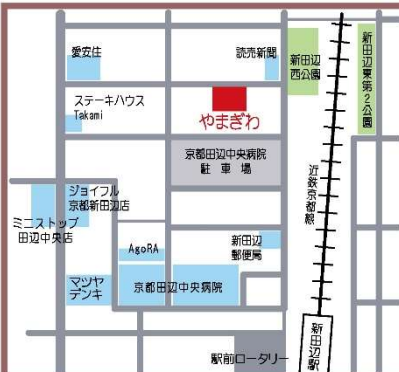 愛安住
読売新聞
新田辺
西公園
新田辺東第2公園
ステーキハウス
Takami
やまぎわ
京都田辺中央病院
駐車場
近鉄京都線
ジョイフル
京都新田辺店
ミニストップ
田辺中央店
AgoRA
新田辺
郵便局
マツヤ
デンキ
京都田辺中央病院
新田辺駅
駅前ロータリー